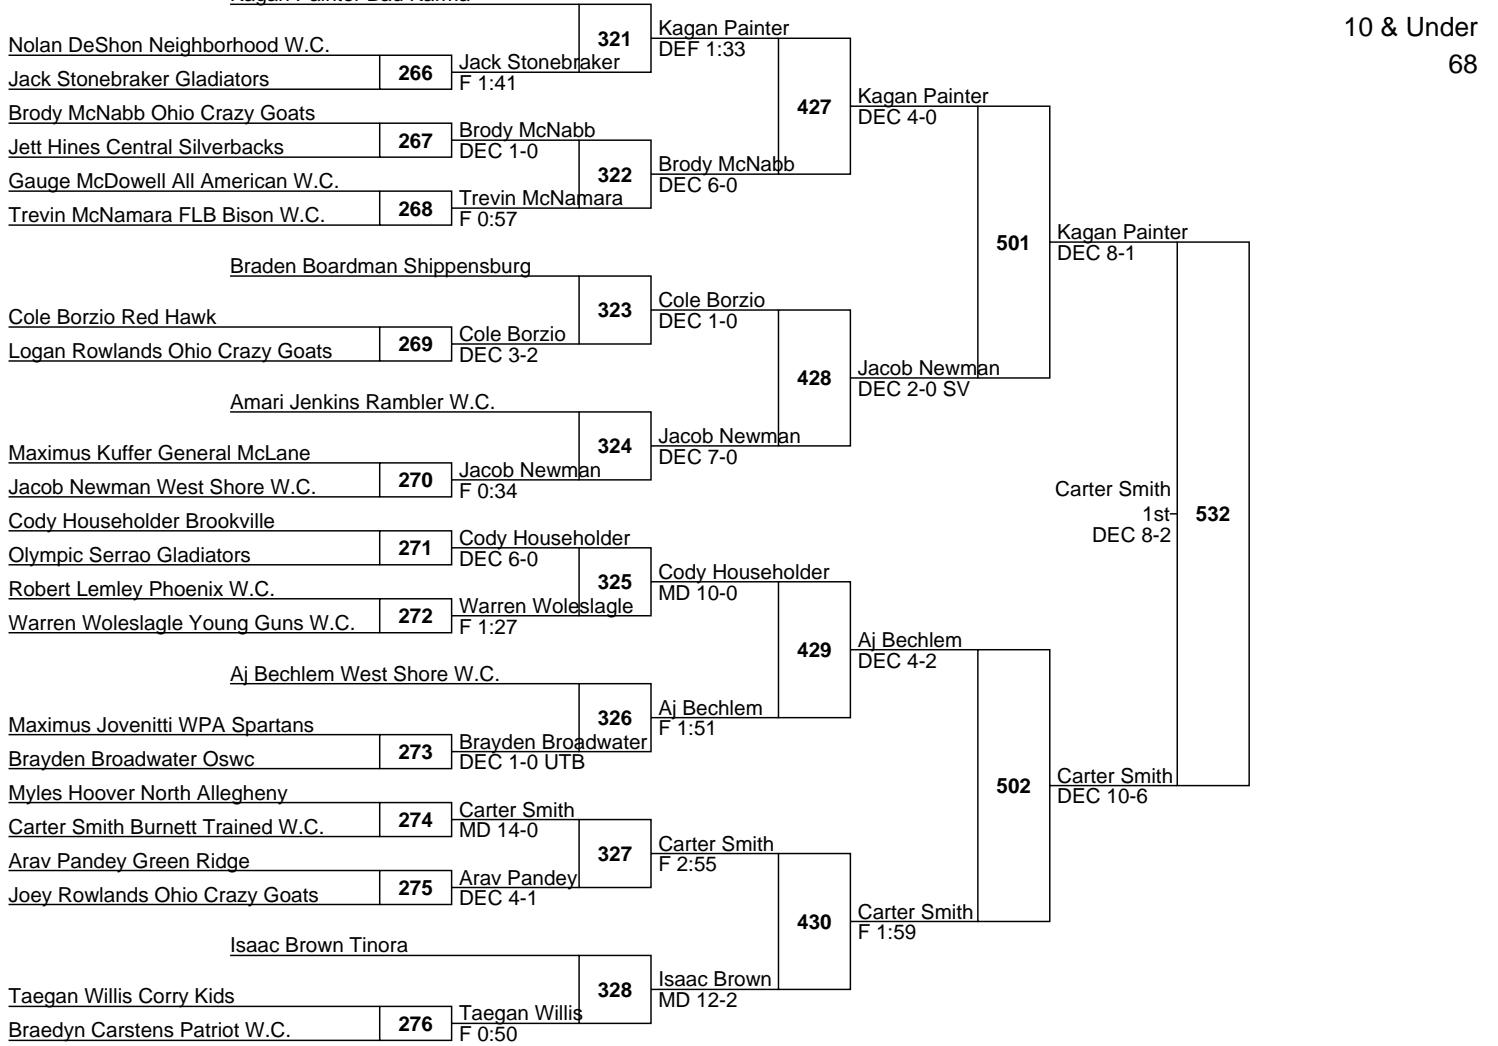 Kagan Painter Bad Karma
10 & Under
68
321
Kagan Painter
DEF 1:33
Nolan DeShon Neighborhood W.C.
266
Jack Stonebraker
F 1:41
Jack Stonebraker Gladiators
427
Kagan Painter
DEC 4-0
Brody McNabb Ohio Crazy Goats
267
Brody McNabb
DEC 1-0
Jett Hines Central Silverbacks
322
Brody McNabb
DEC 6-0
Gauge McDowell All American W.C.
268
Trevin McNamara
F 0:57
Trevin McNamara FLB Bison W.C.
501
Kagan Painter
DEC 8-1
Braden Boardman Shippensburg
323
Cole Borzio
DEC 1-0
Cole Borzio Red Hawk
269
Cole Borzio
DEC 3-2
Logan Rowlands Ohio Crazy Goats
428
Jacob Newman
DEC 2-0 SV
Amari Jenkins Rambler W.C.
324
Jacob Newman
DEC 7-0
Maximus Kuffer General McLane
270
Jacob Newman
F 0:34
Jacob Newman West Shore W.C.
Carter Smith
1st
DEC 8-2
532
Cody Householder Brookville
271
Cody Householder
DEC 6-0
Olympic Serrao Gladiators
325
Cody Householder
MD 10-0
Robert Lemley Phoenix W.C.
272
Warren Woleslagle
F 1:27
Warren Woleslagle Young Guns W.C.
429
Aj Bechlem
DEC 4-2
Aj Bechlem West Shore W.C.
326
Aj Bechlem
F 1:51
Maximus Jovenitti WPA Spartans
273
Brayden Broadwater
DEC 1-0 UTB
Brayden Broadwater Oswc
502
Carter Smith
DEC 10-6
Myles Hoover North Allegheny
274
Carter Smith
MD 14-0
Carter Smith Burnett Trained W.C.
327
Carter Smith
F 2:55
Arav Pandey Green Ridge
275
Arav Pandey
DEC 4-1
Joey Rowlands Ohio Crazy Goats
430
Carter Smith
F 1:59
Isaac Brown Tinora
328
Isaac Brown
MD 12-2
Taegan Willis Corry Kids
276
Taegan Willis
F 0:50
Braedyn Carstens Patriot W.C.